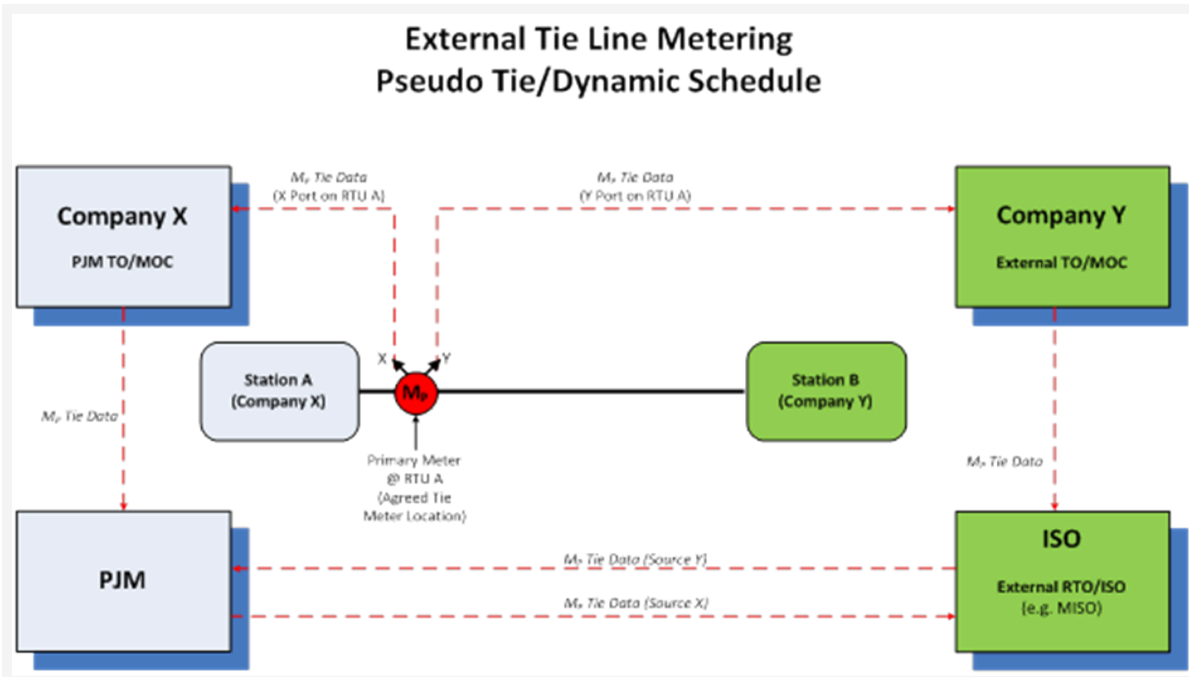 External Tie Line Metering
Pseudo Tie/Dynamic Schedule
Mₚ Tie Data
(X Port on RTU A)
Mₚ Tie Data
(Y Port on RTU A)
Company X
PJM TO/MOC
Company Y
External TO/MOC
X
Y
Station A
(Company X)
Mₚ
Station B
(Company Y)
Mₚ Tie Data
Primary Meter
@ RTU A
(Agreed Tie
Meter Location)
Mₚ Tie Data
PJM
ISO
External RTO/ISO
(e.g. MISO)
Mₚ Tie Data (Source Y)
Mₚ Tie Data (Source X)